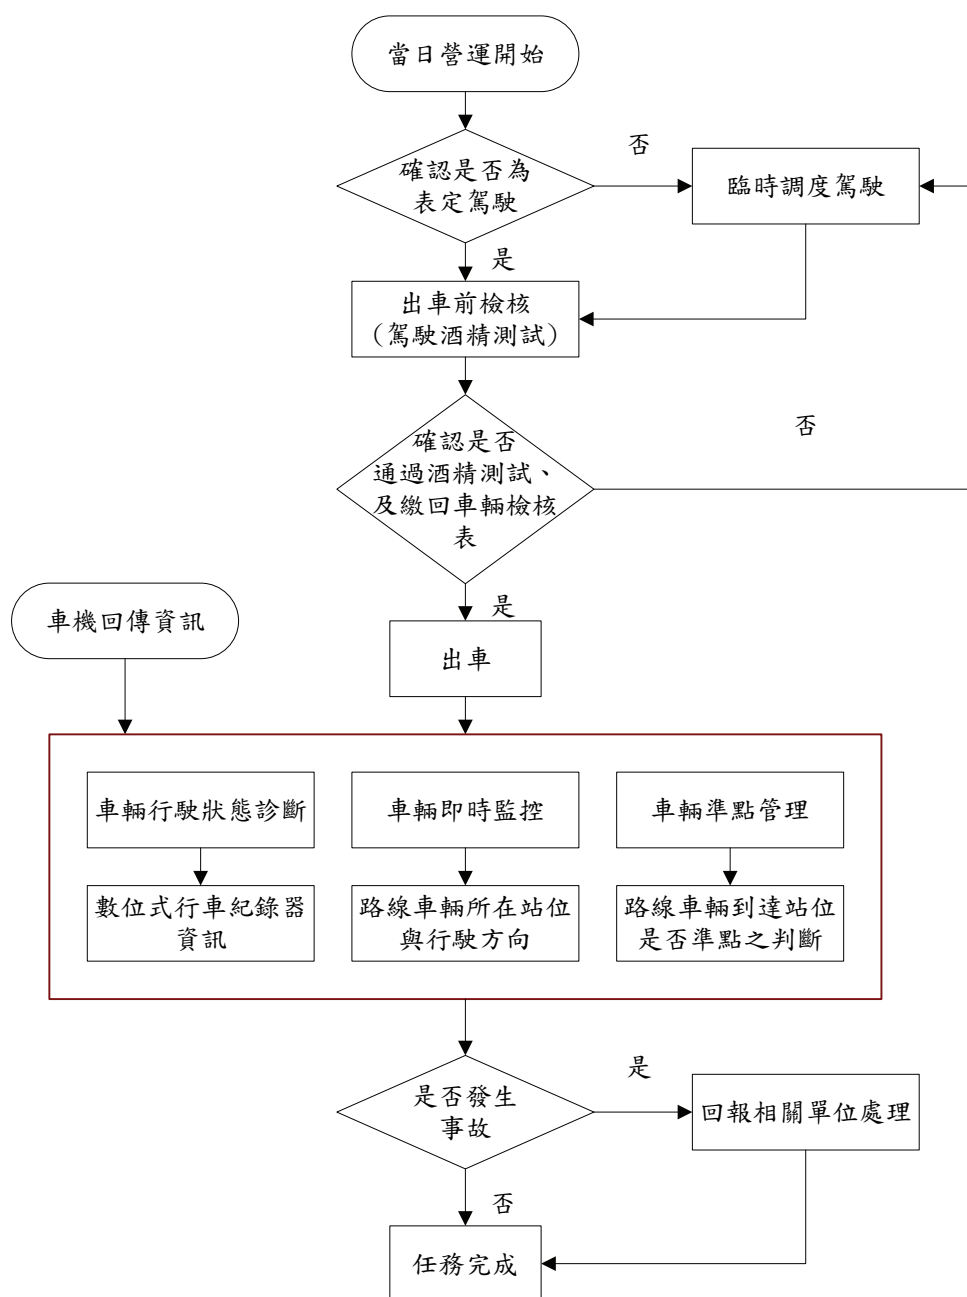 當日營運開始
確認是否為
表定駕駛
否
臨時調度駕駛
是
出車前檢核
（駕駛酒精測試）
確認是否
通過酒精測試、
及繳回車輛檢核
表
否
是
車機回傳資訊
出車
車輛行駛狀態診斷
車輛即時監控
車輛準點管理
數位式行車紀錄器
資訊
路線車輛所在站位
與行駛方向
路線車輛到達站位
是否準點之判斷
是否發生
事故
是
回報相關單位處理
否
任務完成